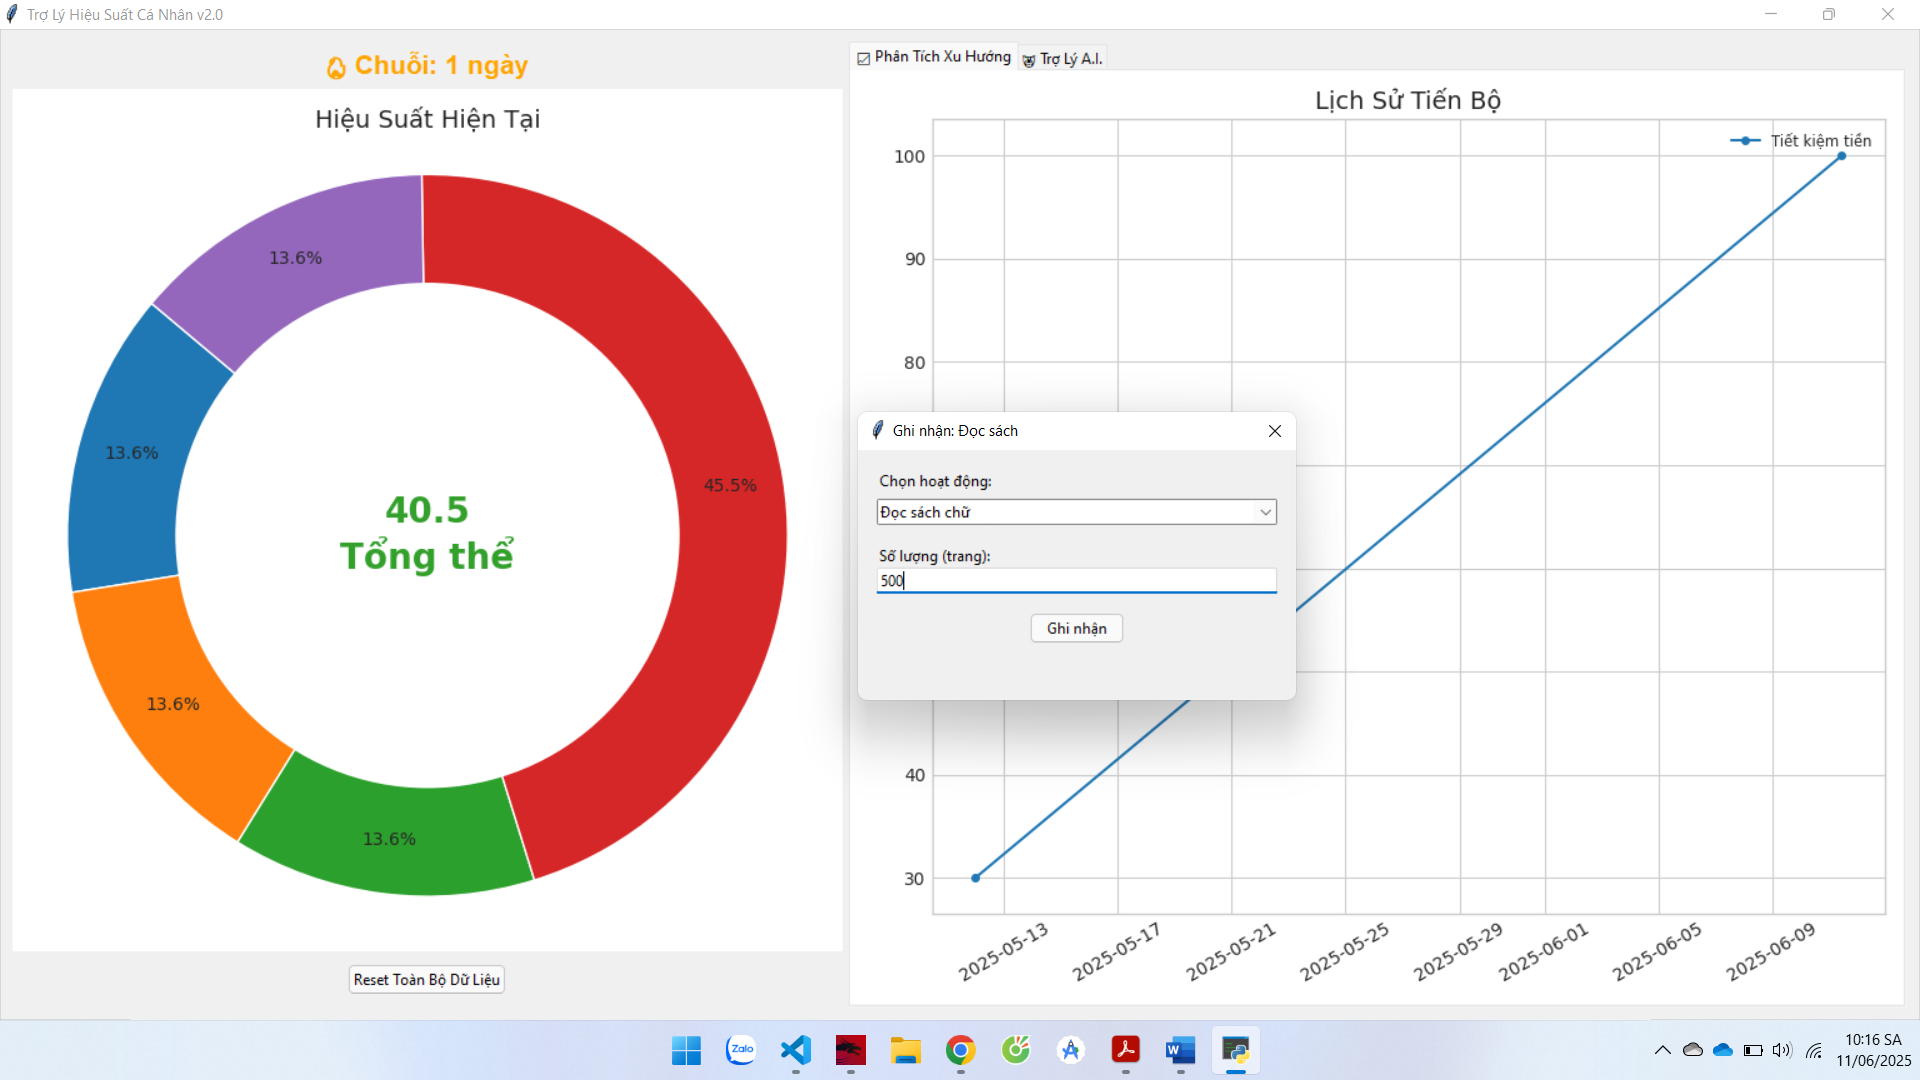 Trợ Lý Hiệu Suất Cá Nhân v2.0
Chuỗi: 1 ngày
Hiệu Suất Hiện Tại
13.6%
13.6%
45.5%
40.5
Tổng thể
13.6%
13.6%
Reset Toàn Bộ Dữ Liệu
Phân Tích Xu Hướng
Trợ Lý A.I.
Lịch Sử Tiến Bộ
Tiết kiệm tiền
100
90
80
40
30
2025-05-13
2025-05-17
2025-05-21
2025-05-25
2025-05-29
2025-06-01
2025-06-05
2025-06-09
Ghi nhận: Đọc sách
Chọn hoạt động:
Đọc sách chữ
Số lượng (trang):
500
Ghi nhận
Zalo
W
10:16 SA
11/06/2025